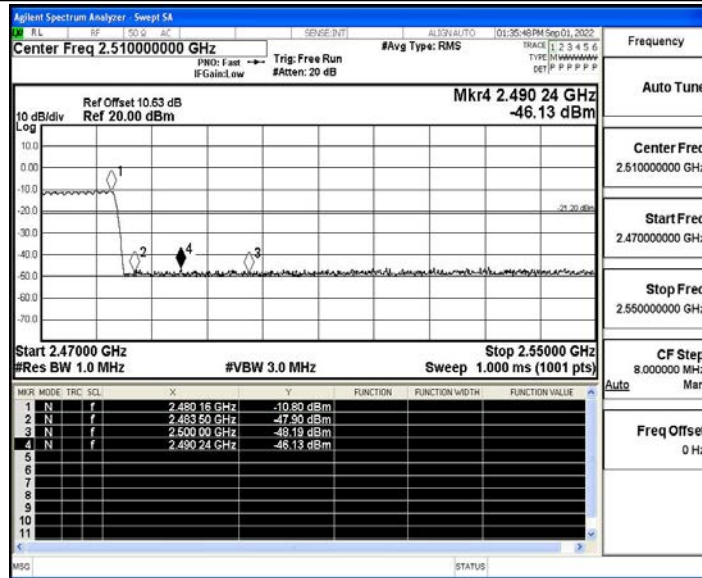 Agilent Spectrum Analyzer - Swept SA
RL RF 50 Ω AC SENSE:INT ALIGNAUTO 01:35:48 PM Sep 01, 2022
Center Freq 2.510000000 GHz #Avg Type: RMS TRACE 1 2 3 4 5 6
PNO: Fast Trig: Free Run TYPE M
IFGain:Low #Atten: 20 dB DET P P P P P P
Ref Offset 10.63 dB Mkr4 2.490 24 GHz
10 dB/div Ref 20.00 dBm -46.13 dBm
Log
10.0
0.00
1
-10.0
-20.0 -21.20 dBm
-30.0
-40.0
2 4 3
-50.0
-60.0
-70.0
Start 2.47000 GHz Stop 2.55000 GHz
#Res BW 1.0 MHz #VBW 3.0 MHz Sweep 1.000 ms (1001 pts)
MKR MODE TRC SCL X Y FUNCTION FUNCTION WIDTH FUNCTION VALUE
1 N f 2.480 16 GHz -10.80 dBm
2 N f 2.483 50 GHz -47.90 dBm
3 N f 2.500 00 GHz -48.19 dBm
4 N f 2.490 24 GHz -46.13 dBm
5
6
7
8
9
10
11
MSG STATUS
Frequency
Auto Tune
Center Freq
2.510000000 GHz
Start Freq
2.470000000 GHz
Stop Freq
2.550000000 GHz
CF Step
8.000000 MHz
Auto Man
Freq Offset
0 Hz